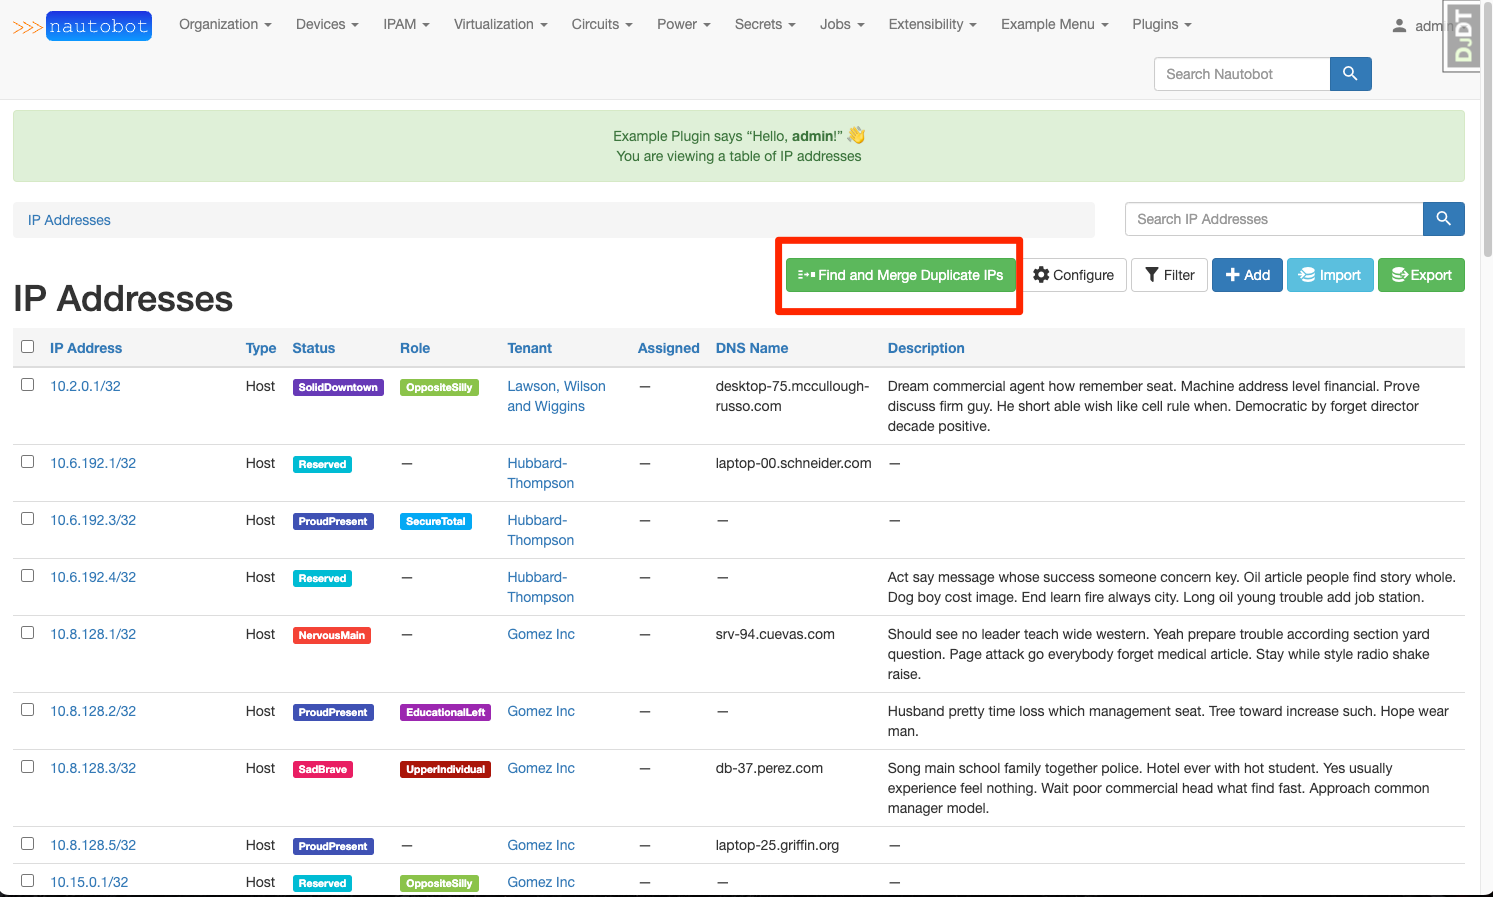 >>> nautobot Organization Devices IPAM Virtualization Circuits Power Secrets Jobs Extensibility Example Menu Plugins admin
DjDT
Search Nautobot
Example Plugin says “Hello, admin!” 👋
You are viewing a table of IP addresses
IP Addresses Search IP Addresses
Find and Merge Duplicate IPs Configure Filter Add Import Export
IP Addresses
IP Address Type Status Role Tenant Assigned DNS Name Description
10.2.0.1/32 Host SolidDowntown OppositeSilly Lawson, Wilson — desktop-75.mccullough- Dream commercial agent how remember seat. Machine address level financial. Prove
and Wiggins russo.com discuss firm guy. He short able wish like cell rule when. Democratic by forget director
decade positive.
10.6.192.1/32 Host Reserved — Hubbard- — laptop-00.schneider.com —
Thompson
10.6.192.3/32 Host ProudPresent SecureTotal Hubbard- — — —
Thompson
10.6.192.4/32 Host Reserved — Hubbard- — — Act say message whose success someone concern key. Oil article people find story whole.
Thompson Dog boy cost image. End learn fire always city. Long oil young trouble add job station.
10.8.128.1/32 Host NervousMain — Gomez Inc — srv-94.cuevas.com Should see no leader teach wide western. Yeah prepare trouble according section yard
question. Page attack go everybody forget medical article. Stay while style radio shake
raise.
10.8.128.2/32 Host ProudPresent EducationalLeft Gomez Inc — — Husband pretty time loss which management seat. Tree toward increase such. Hope wear
man.
10.8.128.3/32 Host SadBrave UpperIndividual Gomez Inc — db-37.perez.com Song main school family together police. Hotel ever with hot student. Yes usually
experience feel nothing. Wait poor commercial head what find fast. Approach common
manager model.
10.8.128.5/32 Host ProudPresent — Gomez Inc — laptop-25.griffin.org —
10.15.0.1/32 Host Reserved OppositeSilly Gomez Inc — — —